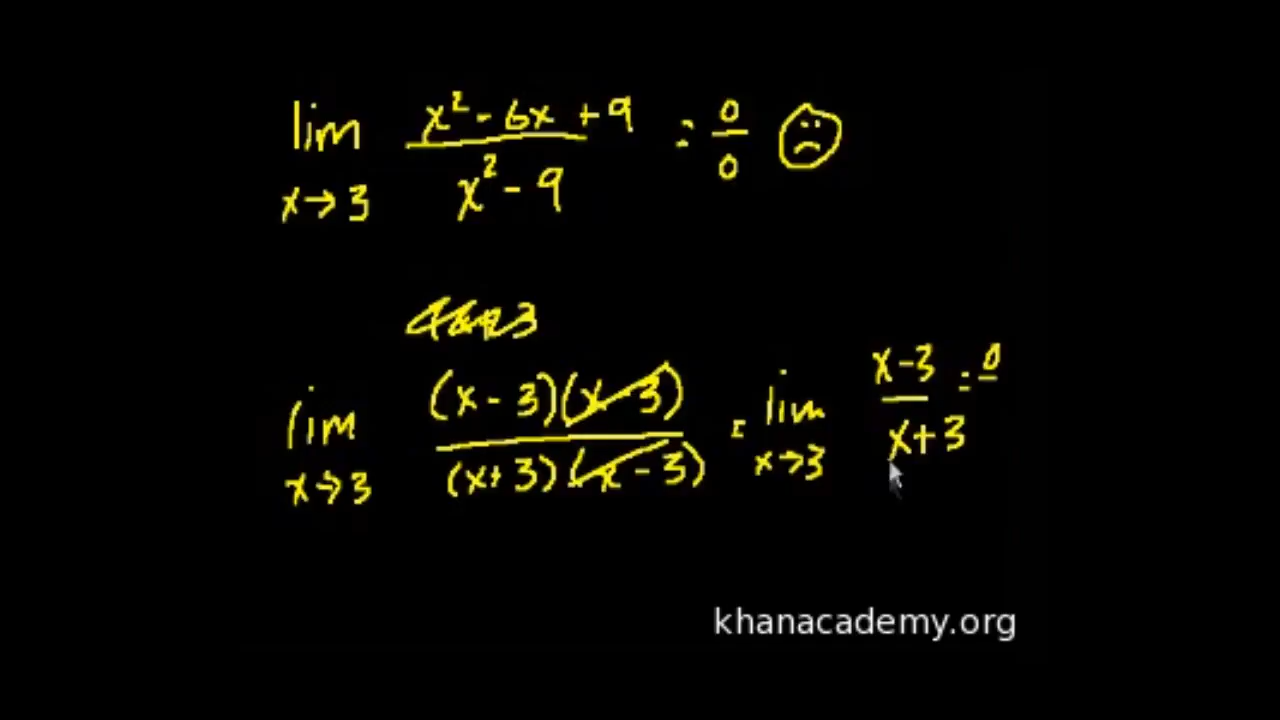 lim x→3 (x² - 6x + 9)/(x² - 9) = 0/0
lim x→3 (x - 3)(x - 3)/(x + 3)(x - 3) = lim x→3 (x - 3)/(x + 3) = 0
khanacademy.org